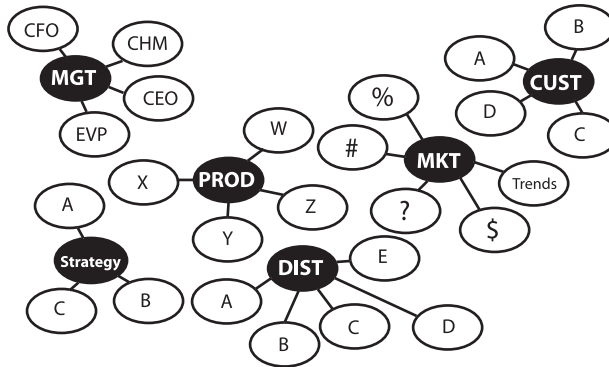 CFO
CHM
MGT
CEO
EVP
B
A
CUST
D
C
%
#
MKT
Trends
?
$
W
X
PROD
Z
Y
A
Strategy
C
B
E
DIST
A
B
C
D